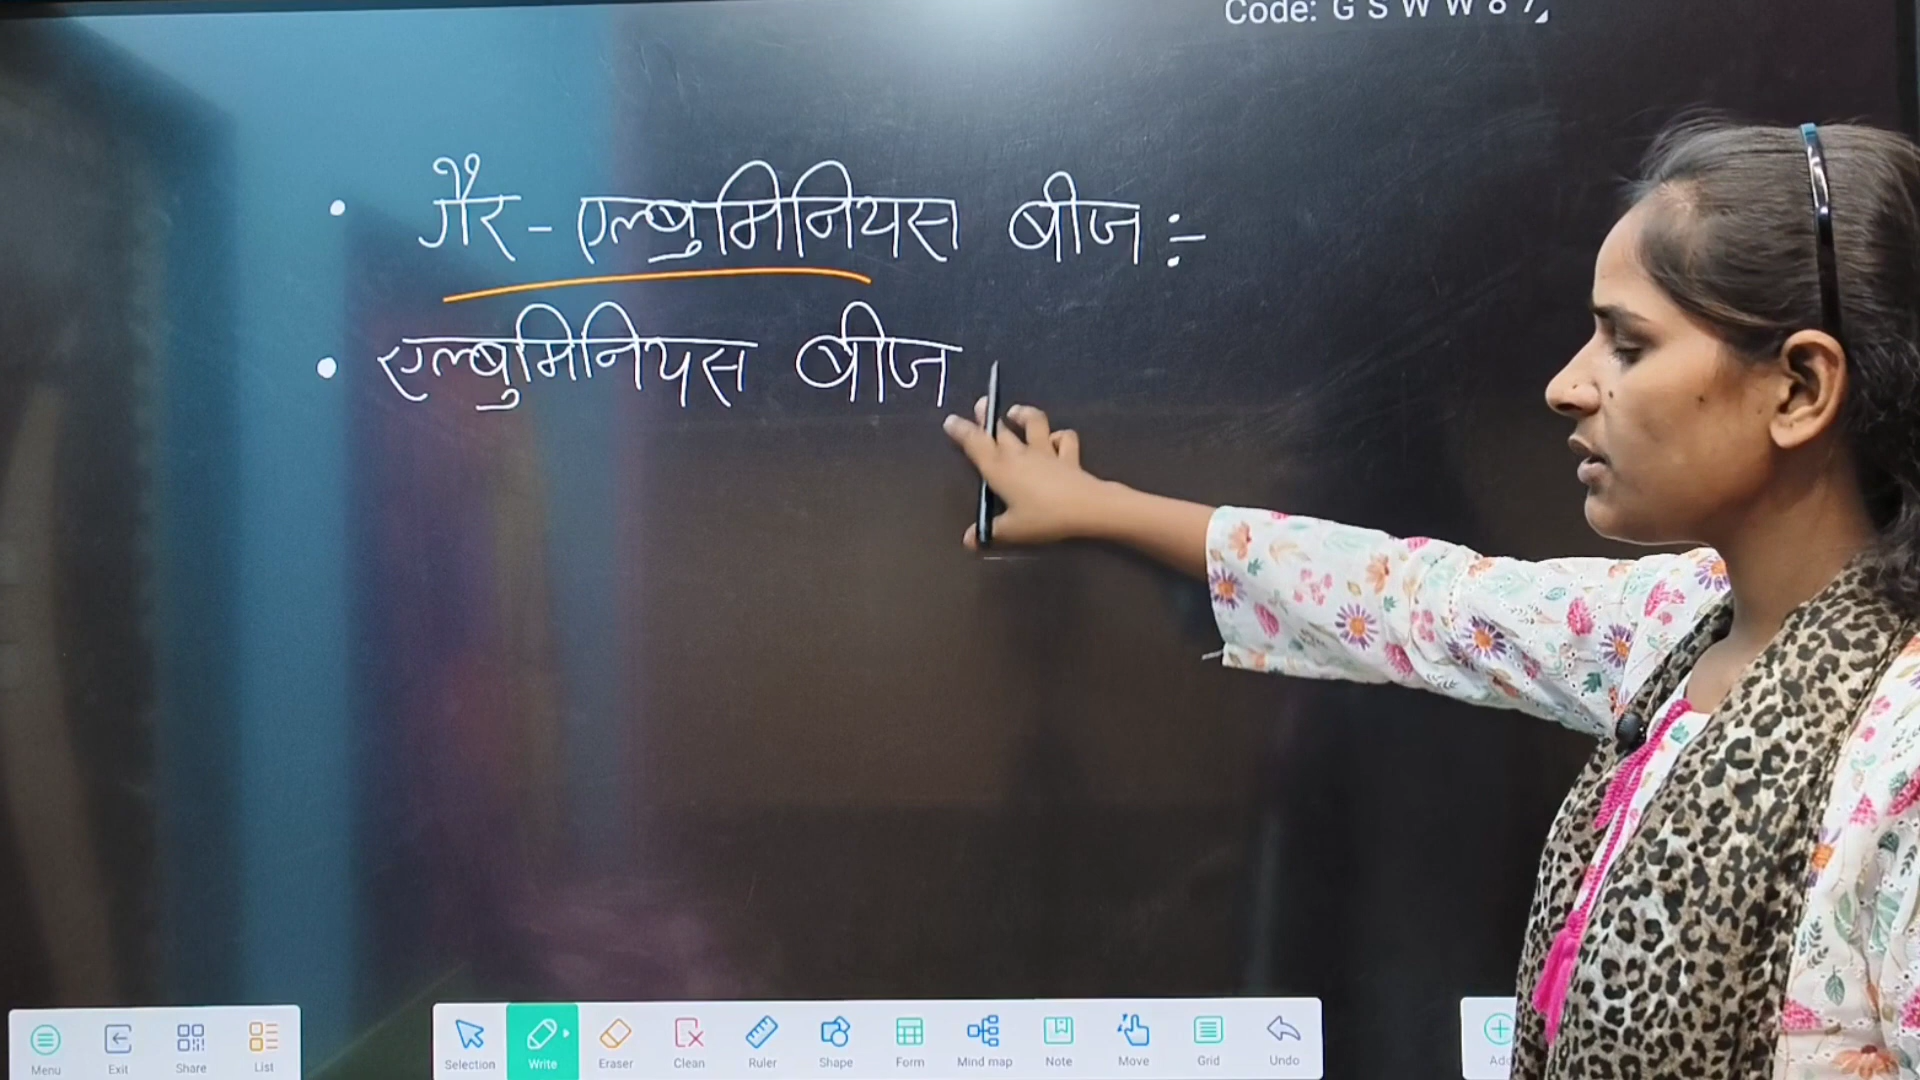 Code: G S W W 8 7
• गैर-एल्बुमिनियस बीज :-
• एल्बुमिनियस बीज
Menu Exit Share List Selection Write Eraser Clean Ruler Shape Form Mind map Note Move Grid Undo